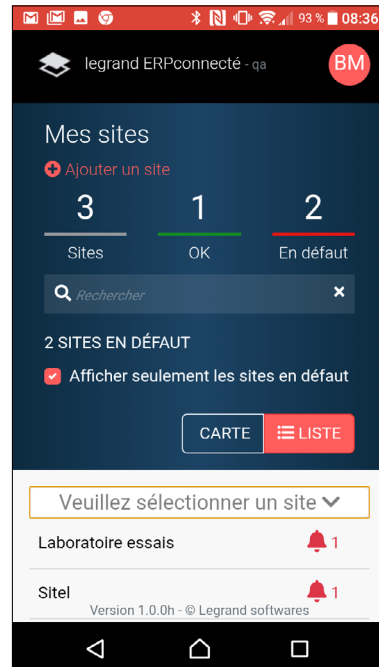 93 % 08:36
legrand ERPconnecté - qa
BM
Mes sites
Ajouter un site
3 1 2
Sites OK En défaut
Rechercher
2 SITES EN DÉFAUT
Afficher seulement les sites en défaut
CARTE LISTE
Veuillez sélectionner un site
Laboratoire essais 1
Sitel 1
Version 1.0.0h - © Legrand softwares